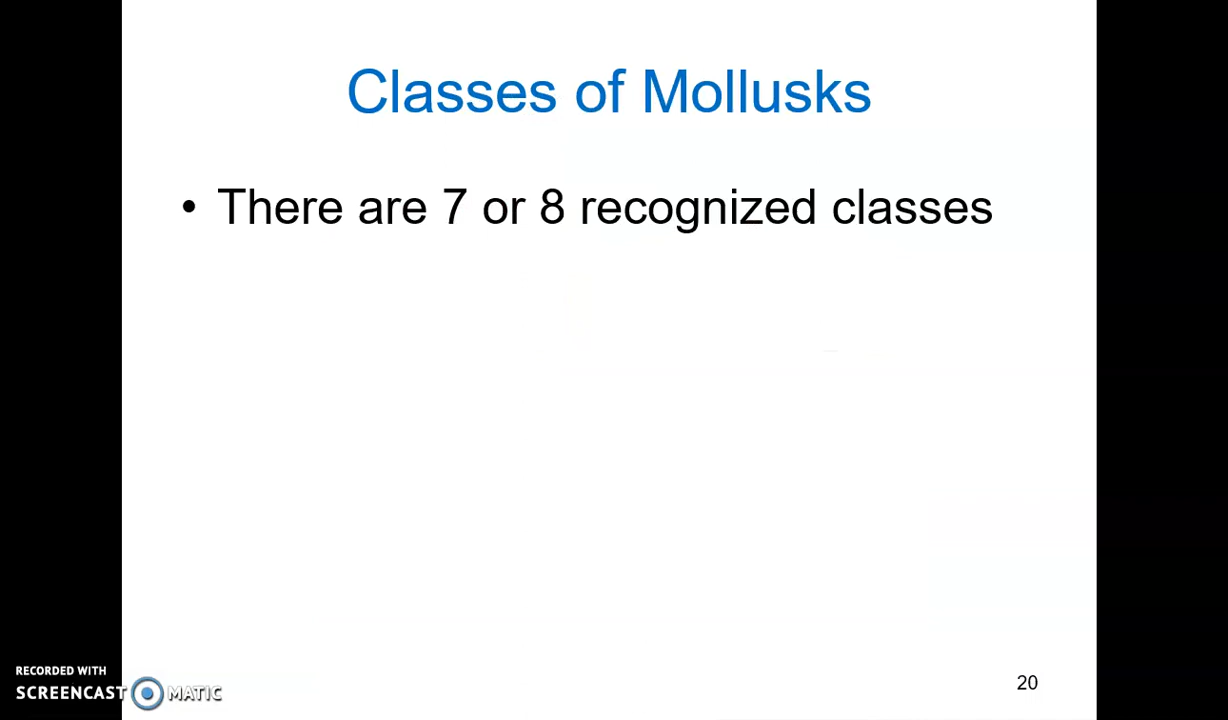 Classes of Mollusks
• There are 7 or 8 recognized classes
RECORDED WITH
SCREENCAST MATIC
20